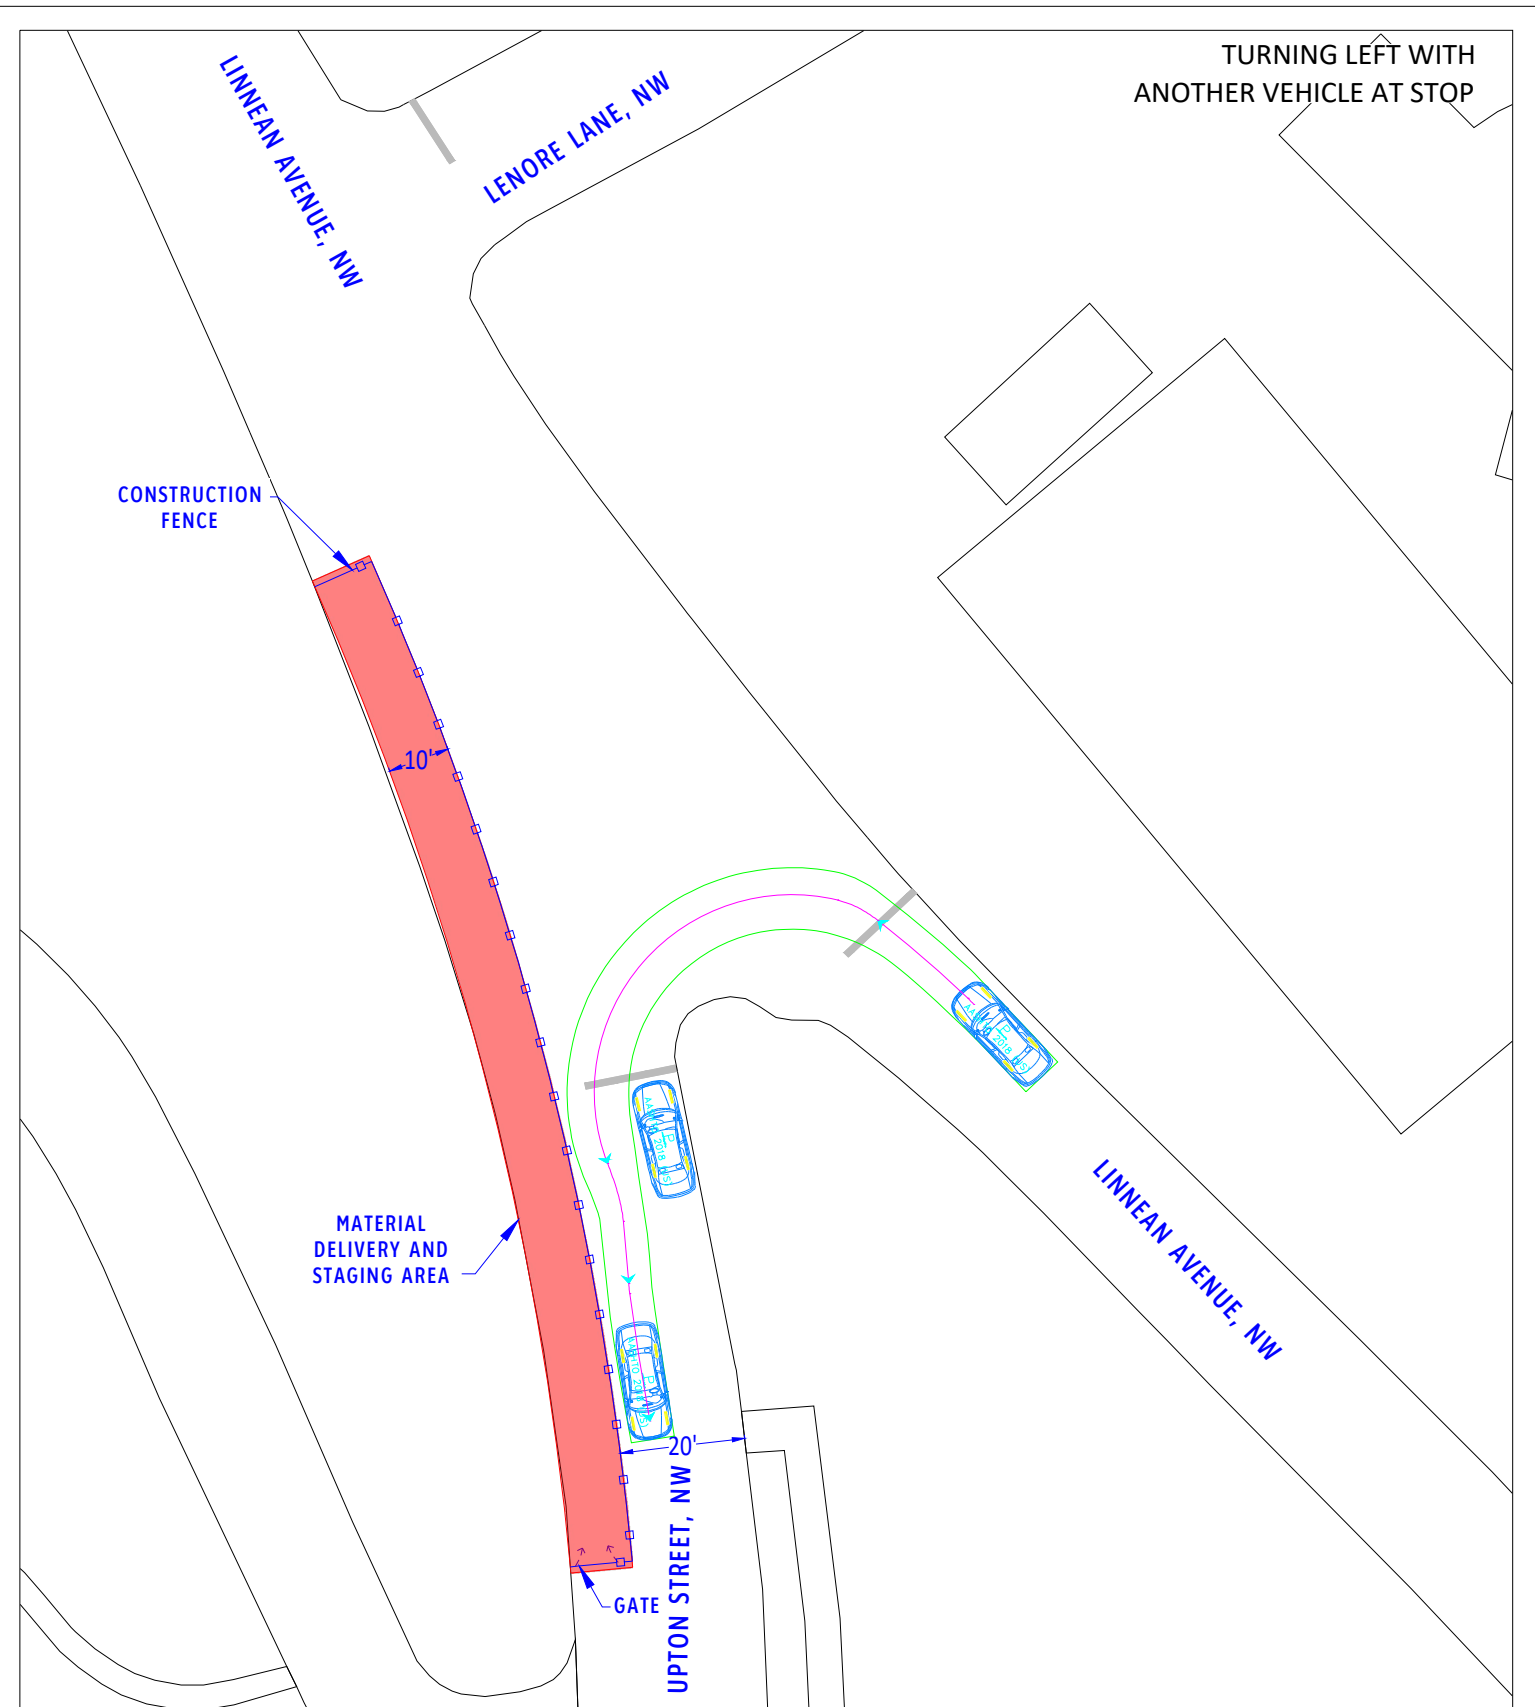 TURNING LEFT WITH
ANOTHER VEHICLE AT STOP
LINNEAN AVENUE, NW
LENORE LANE, NW
CONSTRUCTION
FENCE
10'
MATERIAL
DELIVERY AND
STAGING AREA
LINNEAN AVENUE, NW
20'
UPTON STREET, NW
GATE